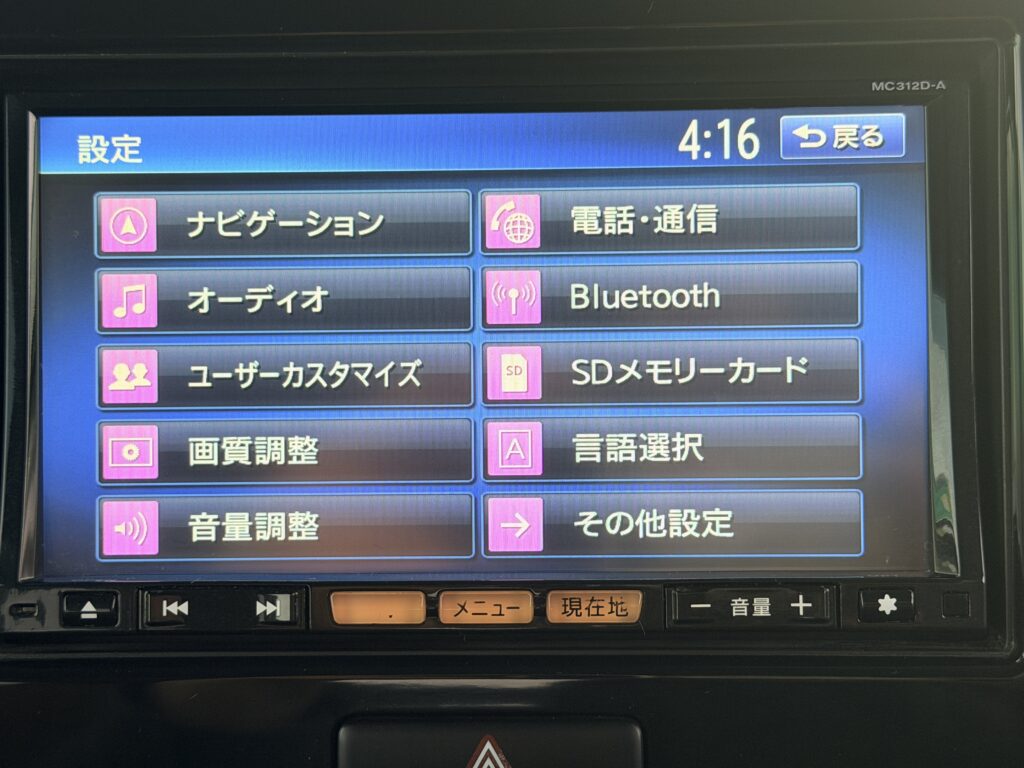 MC312D-A
設定
4:16
戻る
ナビゲーション
電話・通信
オーディオ
Bluetooth
ユーザーカスタマイズ
SD
SDメモリーカード
画質調整
A
言語選択
音量調整
その他設定
メニュー
現在地
− 音量 +